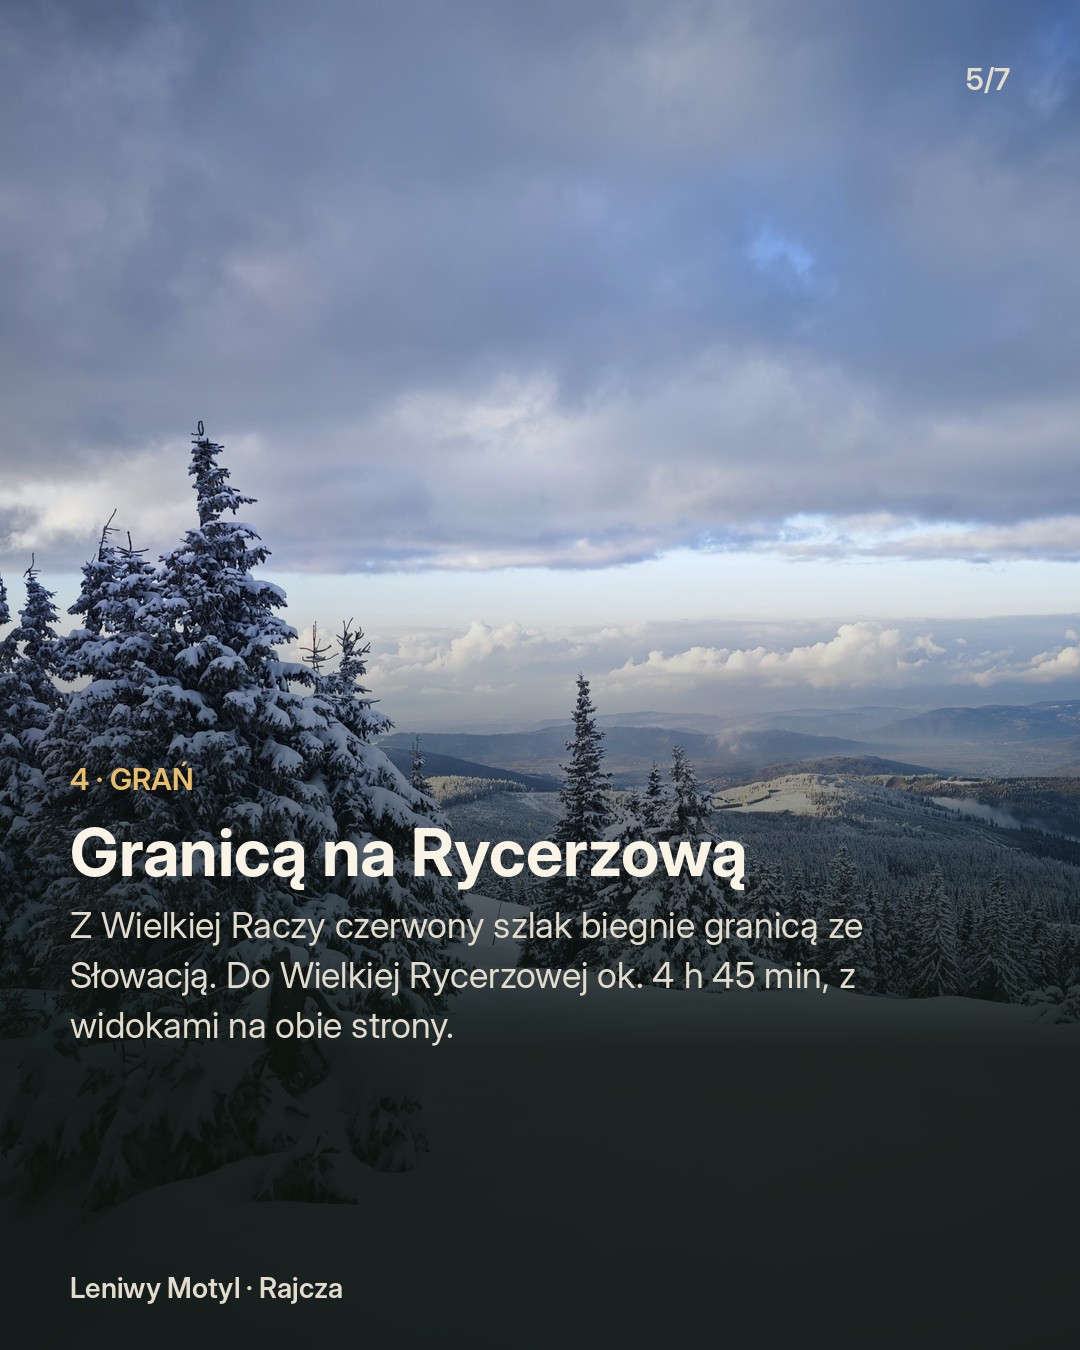 5/7
4 · GRAŃ
Granicą na Rycerzową
Z Wielkiej Raczy czerwony szlak biegnie granicą ze
Słowacją. Do Wielkiej Rycerzowej ok. 4 h 45 min, z
widokami na obie strony.
Leniwy Motyl · Rajcza